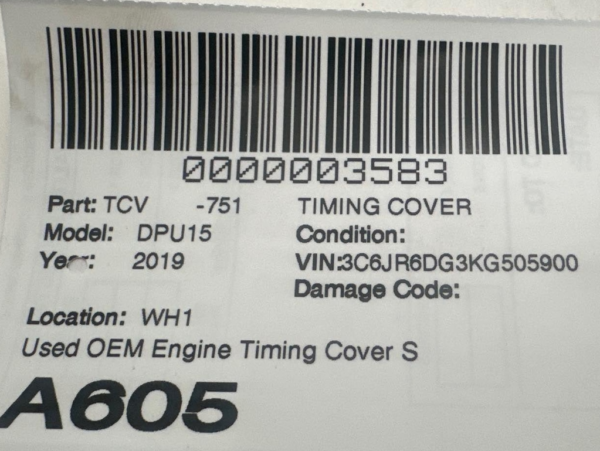 0000003583
Part: TCV -751 TIMING COVER
Model: DPU15 Condition:
Year: 2019 VIN:3C6JR6DG3KG505900
Damage Code:
Location: WH1
Used OEM Engine Timing Cover S
A605